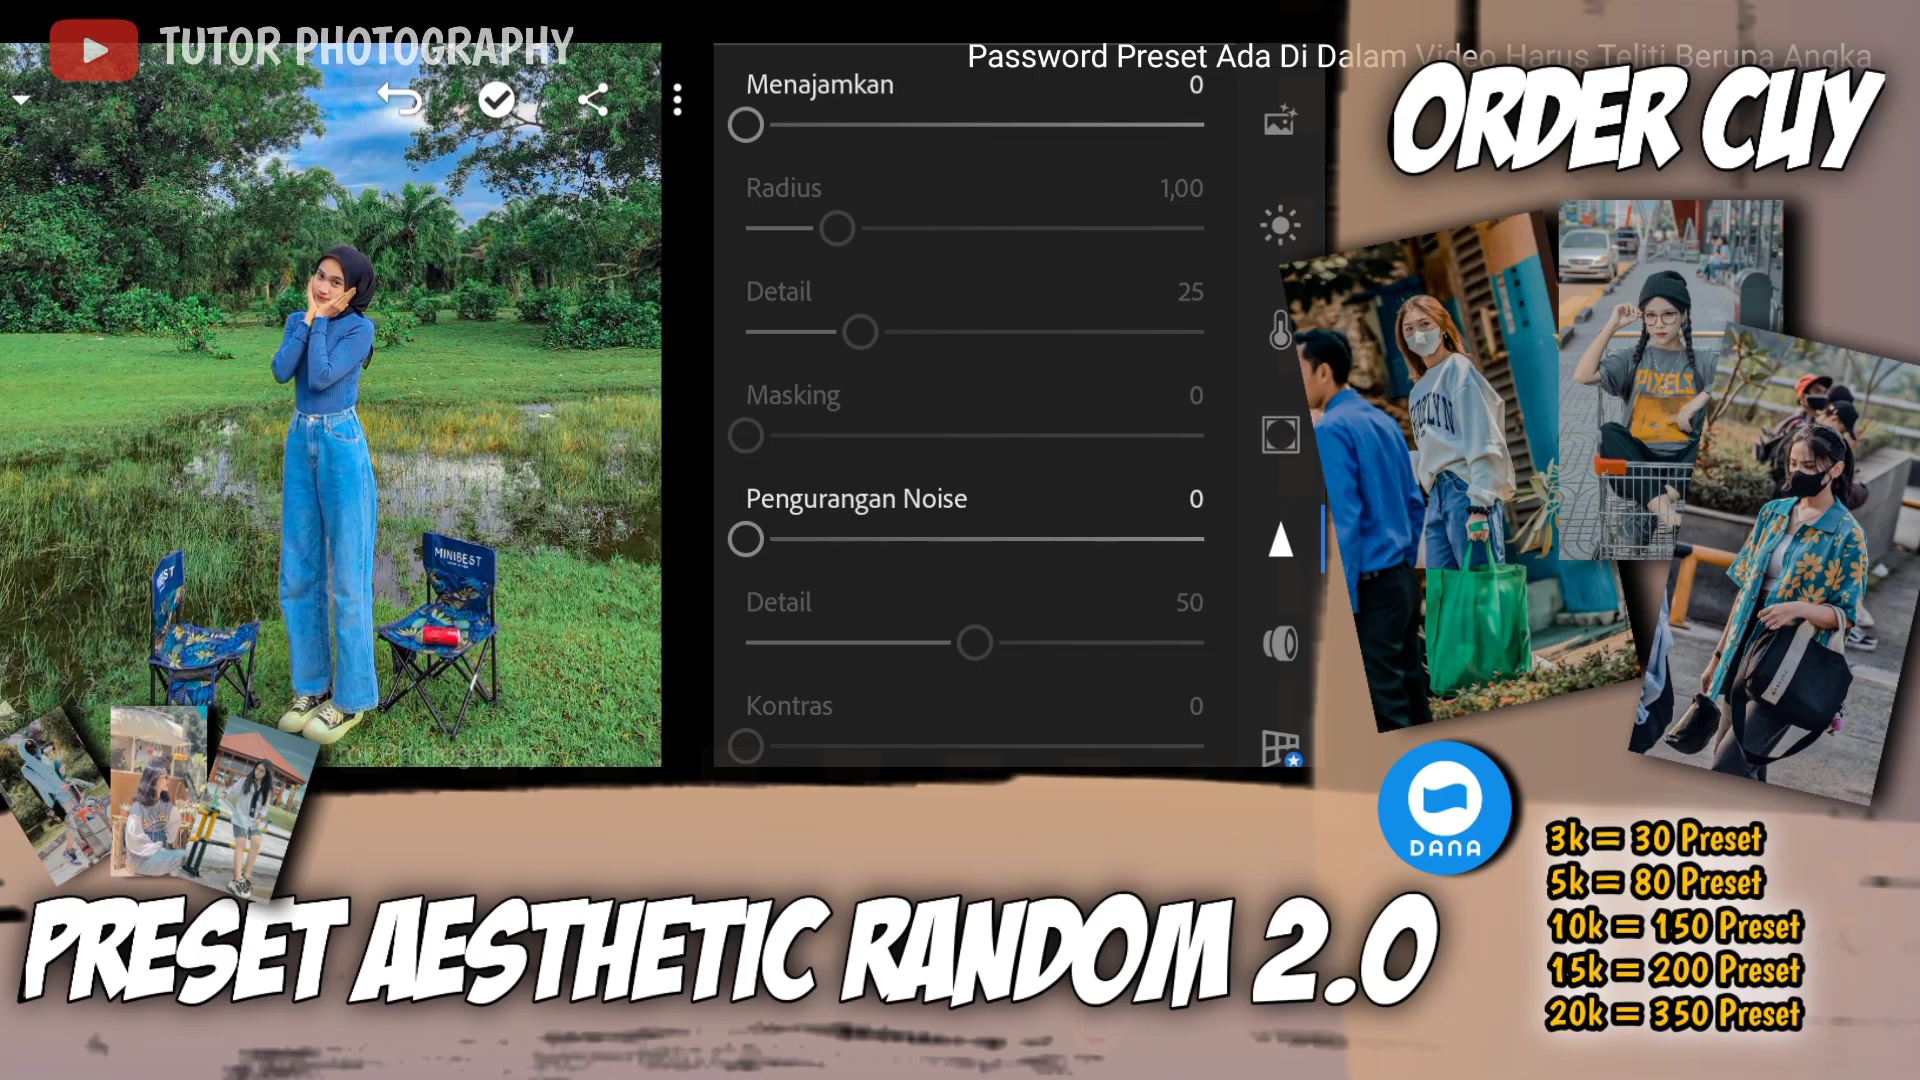 TUTOR PHOTOGRAPHY
Password Preset Ada Di Dalam Video Harus Teliti Berupa Angka
ORDER CUY
Menajamkan 0
Radius 1,00
Detail 25
Masking 0
Pengurangan Noise 0
Detail 50
Kontras 0
MINIBEST
PIXELS
DANA
3k = 30 Preset
5k = 80 Preset
10k = 150 Preset
15k = 200 Preset
20k = 350 Preset
PRESET AESTHETIC RANDOM 2.0